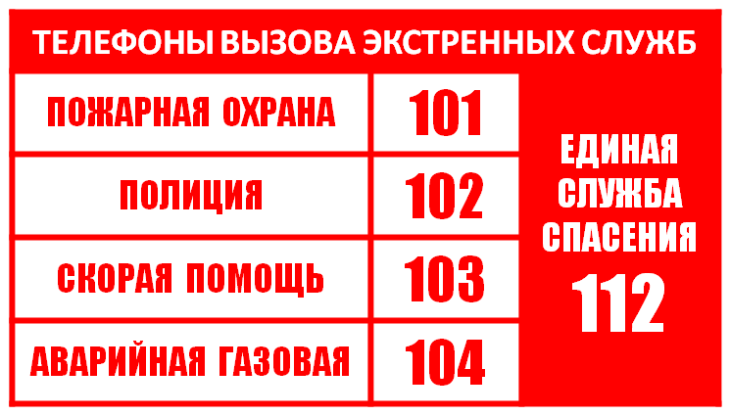 ТЕЛЕФОНЫ ВЫЗОВА ЭКСТРЕННЫХ СЛУЖБ
ПОЖАРНАЯ ОХРАНА 101
ПОЛИЦИЯ 102
СКОРАЯ ПОМОЩЬ 103
АВАРИЙНАЯ ГАЗОВАЯ 104
ЕДИНАЯ
СЛУЖБА
СПАСЕНИЯ
112